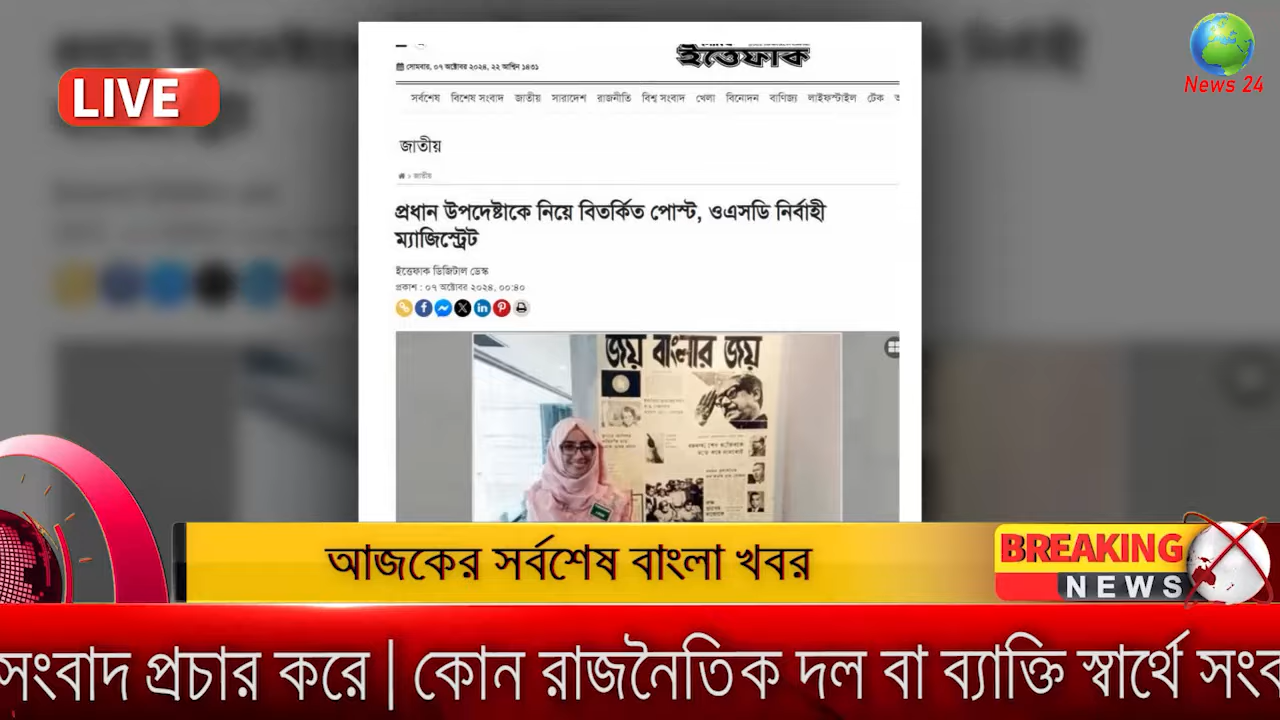 LIVE
News 24
ইত্তেফাক
সোমবার, ০৭ অক্টোবর ২০২৪, ২২ আশ্বিন ১৪৩১
সর্বশেষ বিশেষ সংবাদ জাতীয় সারাদেশ রাজনীতি বিশ্ব সংবাদ খেলা বিনোদন বাণিজ্য লাইফস্টাইল টেক
জাতীয়
> জাতীয়
প্রধান উপদেষ্টাকে নিয়ে বিতর্কিত পোস্ট, ওএসডি নির্বাহী
ম্যাজিস্ট্রেট
ইত্তেফাক ডিজিটাল ডেস্ক
প্রকাশ : ০৭ অক্টোবর ২০২৪, ০০:৪০
জয় বাংলার জয়
আজকের সর্বশেষ বাংলা খবর
BREAKING
NEWS
সংবাদ প্রচার করে | কোন রাজনৈতিক দল বা ব্যাক্তি স্বার্থে সংব